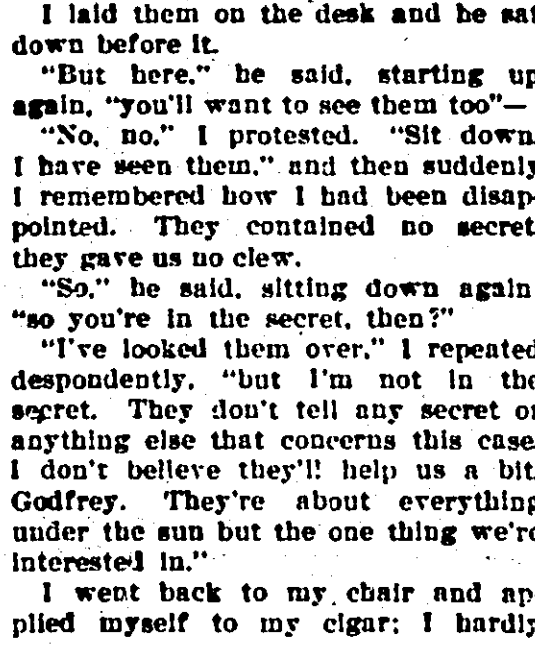 I laid them on the desk and he sat
down before it.
"But here," he said, starting up
again, "you'll want to see them too"—
"No, no," I protested. "Sit down.
I have seen them," and then suddenly
I remembered how I had been disap-
pointed. They contained no secret;
they gave us no clew.
"So," he said, sitting down again,
"so you're in the secret, then?"
"I've looked them over," I repeated
despondently, "but I'm not in the
secret. They don't tell any secret or
anything else that concerns this case.
I don't believe they'll help us a bit,
Godfrey. They're about everything
under the sun but the one thing we're
interested in."
I went back to my chair and ap-
plied myself to my cigar; I hardly